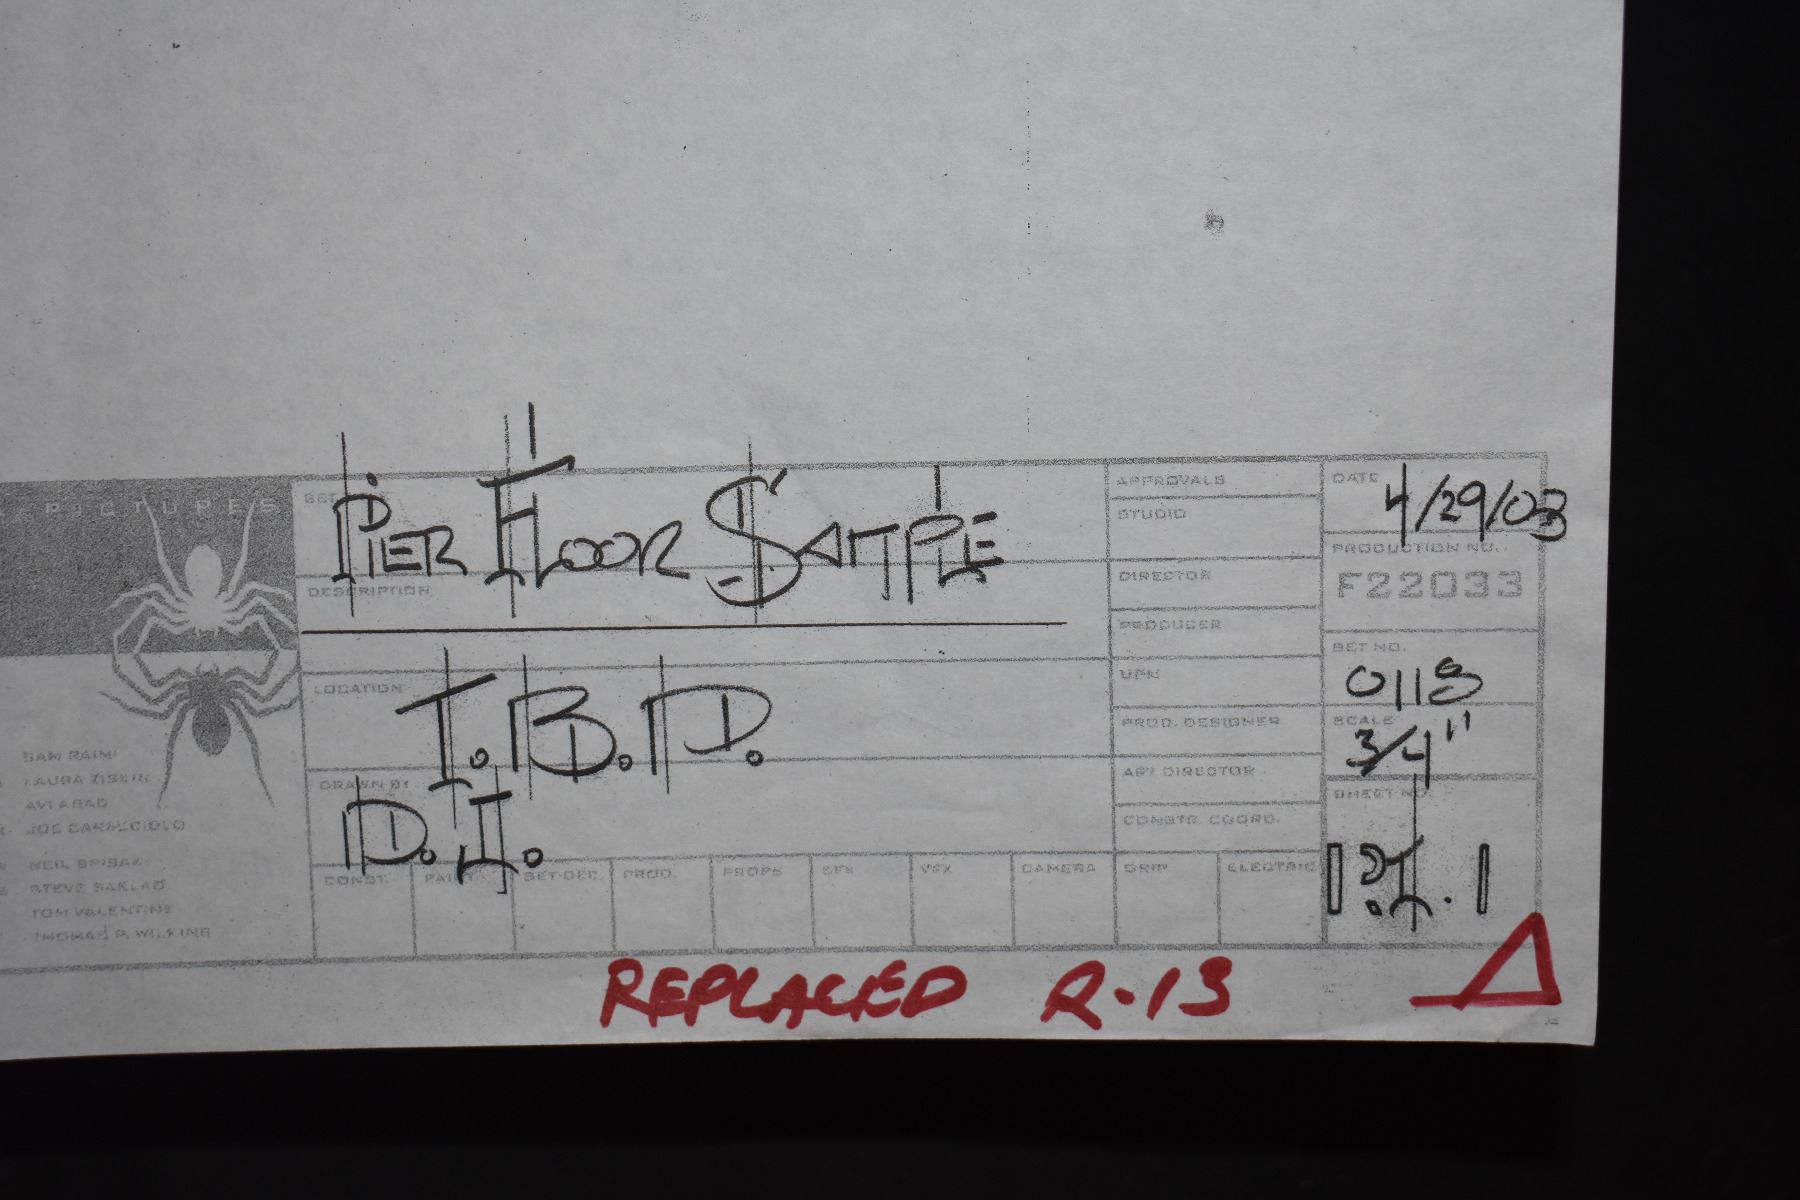 PICTURES
PIER FLOOR SAMPLE
DESCRIPTION
LOCATION
T.B.D.
DRAWN BY
D.J.
CONST. PAINT SET DEC. PROD. PROPS SFX VFX CAMERA GRIP ELECTRIC
APPROVALS
STUDIO
DIRECTOR
PRODUCER
UPM
PROD. DESIGNER
ART DIRECTOR
CONSTR. COORD.
DATE
4/29/03
PRODUCTION NO.
F22033
SET NO.
0118
SCALE
3/4"
SHEET NO.
SAM RAIMI
LAURA ZISKIN
AVI ARAD
JOE CARACCIOLO
NEIL SPISAK
STEVE SAKLAD
TOM VALENTINE
THOMAS P. WILKINS
REPLACED R-13